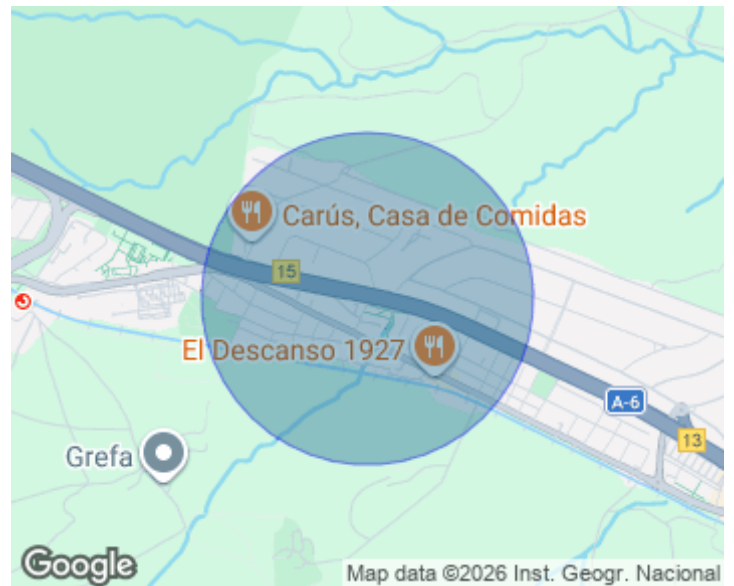 Carús, Casa de Comidas
15
El Descanso 1927
A-6
13
Grefa
Google
Map data ©2026 Inst. Geogr. Nacional